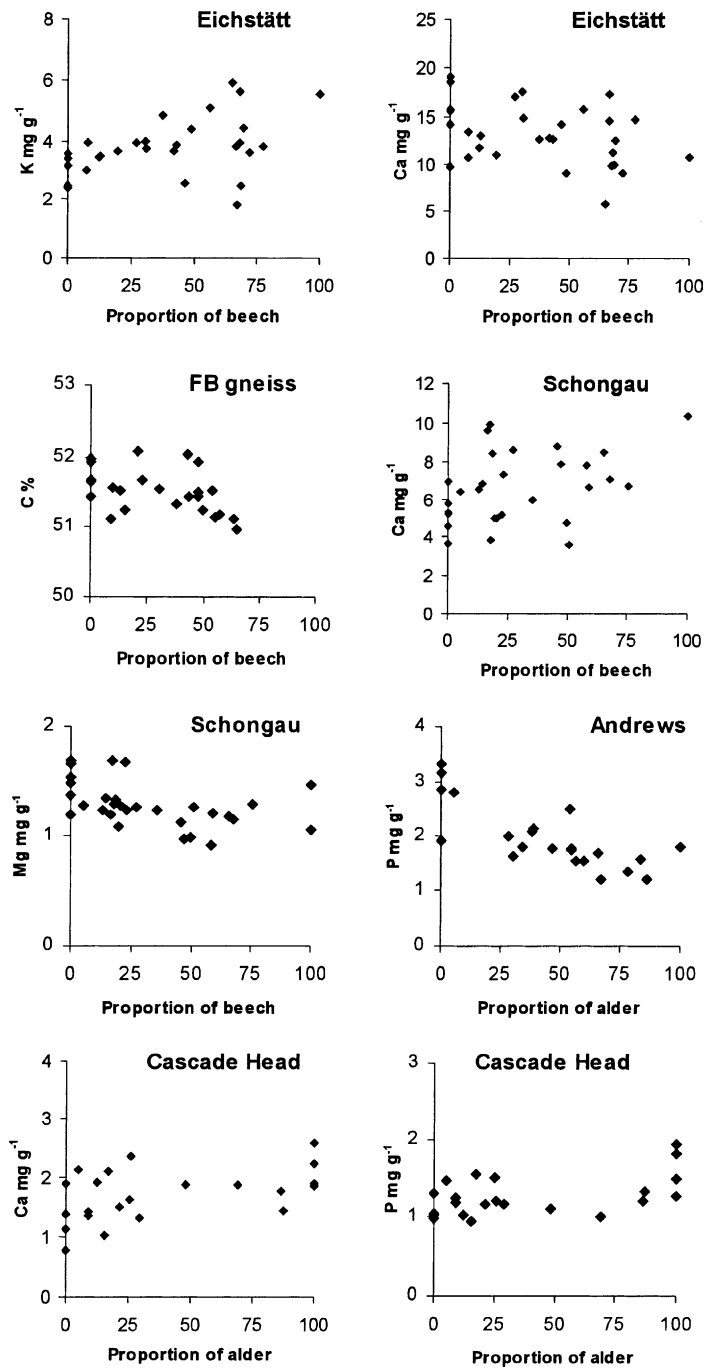 Eichstätt
8
6
4
2
0
K mg g-1
0 25 50 75 100
Proportion of beech
Eichstätt
25
20
15
10
5
0
Ca mg g-1
0 25 50 75 100
Proportion of beech
FB gneiss
53
52
51
50
C %
0 25 50 75 100
Proportion of beech
Schongau
12
10
8
6
4
2
0
Ca mg g-1
0 25 50 75 100
Proportion of beech
Schongau
2
1
0
Mg mg g-1
0 25 50 75 100
Proportion of beech
Andrews
4
3
2
1
0
P mg g-1
0 25 50 75 100
Proportion of alder
Cascade Head
4
3
2
1
0
Ca mg g-1
0 25 50 75 100
Proportion of alder
Cascade Head
3
2
1
0
P mg g-1
0 25 50 75 100
Proportion of alder